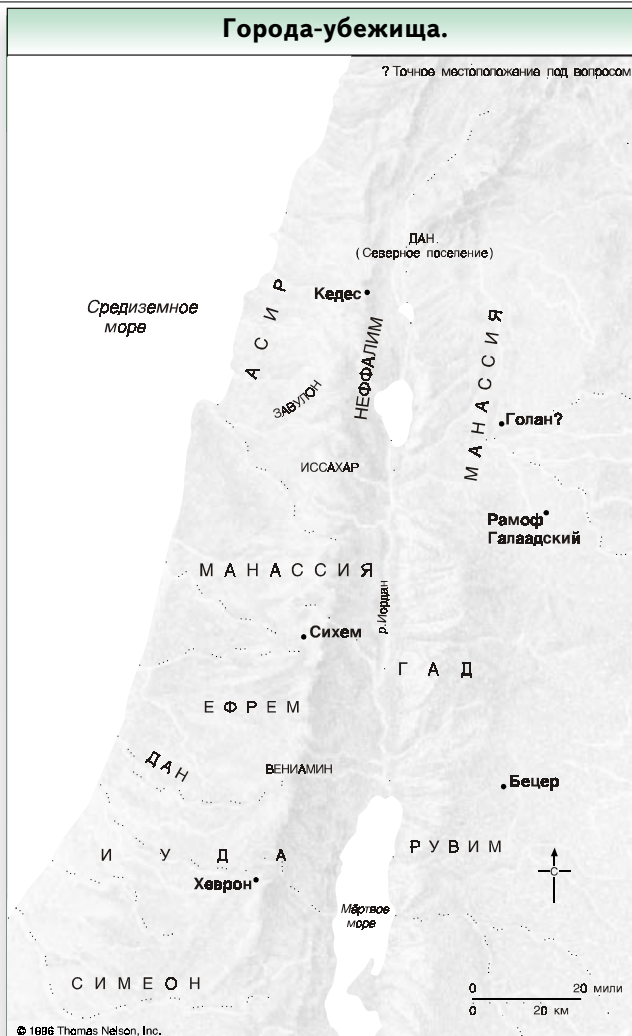 Города-убежища.
? Точное местоположение под вопросом
ДАН
(Северное поселение)
Кедес
Средиземное
море
АСИР
НЕФФАЛИМ
МАНАССИЯ
ЗАВУЛОН
Голан?
ИССАХАР
Рамоф
Галаадский
МАНАССИЯ
р.Иордан
Сихем
ГАД
ЕФРЕМ
ДАН
ВЕНИАМИН
Бецер
РУВИМ
ИУДА
С
Хеврон
Мёртвое
море
СИМЕОН
0 20 мили
0 20 км
© 1996 Thomas Nelson, Inc.